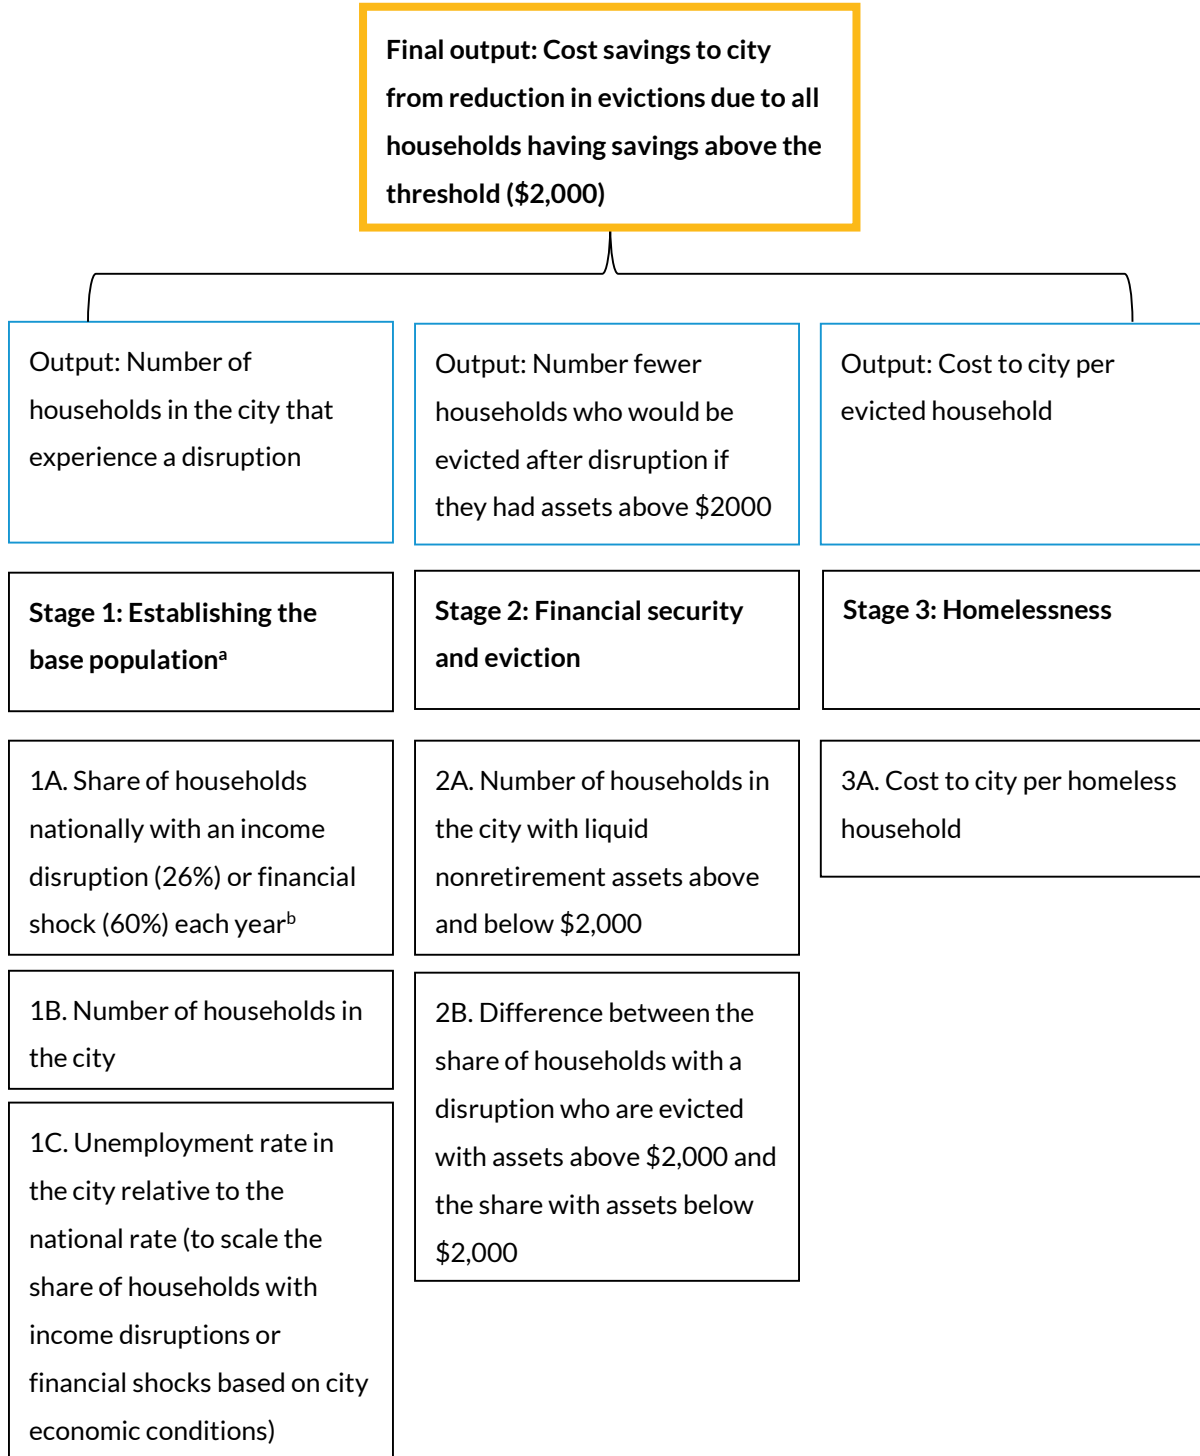 Final output: Cost savings to city
from reduction in evictions due to all
households having savings above the
threshold ($2,000)
Output: Number of
households in the city that
experience a disruption
Output: Number fewer
households who would be
evicted after disruption if
they had assets above $2000
Output: Cost to city per
evicted household
Stage 1: Establishing the
base populationᵃ
Stage 2: Financial security
and eviction
Stage 3: Homelessness
1A. Share of households
nationally with an income
disruption (26%) or financial
shock (60%) each yearᵇ
1B. Number of households in
the city
1C. Unemployment rate in
the city relative to the
national rate (to scale the
share of households with
income disruptions or
financial shocks based on city
economic conditions)
2A. Number of households in
the city with liquid
nonretirement assets above
and below $2,000
2B. Difference between the
share of households with a
disruption who are evicted
with assets above $2,000 and
the share with assets below
$2,000
3A. Cost to city per homeless
household